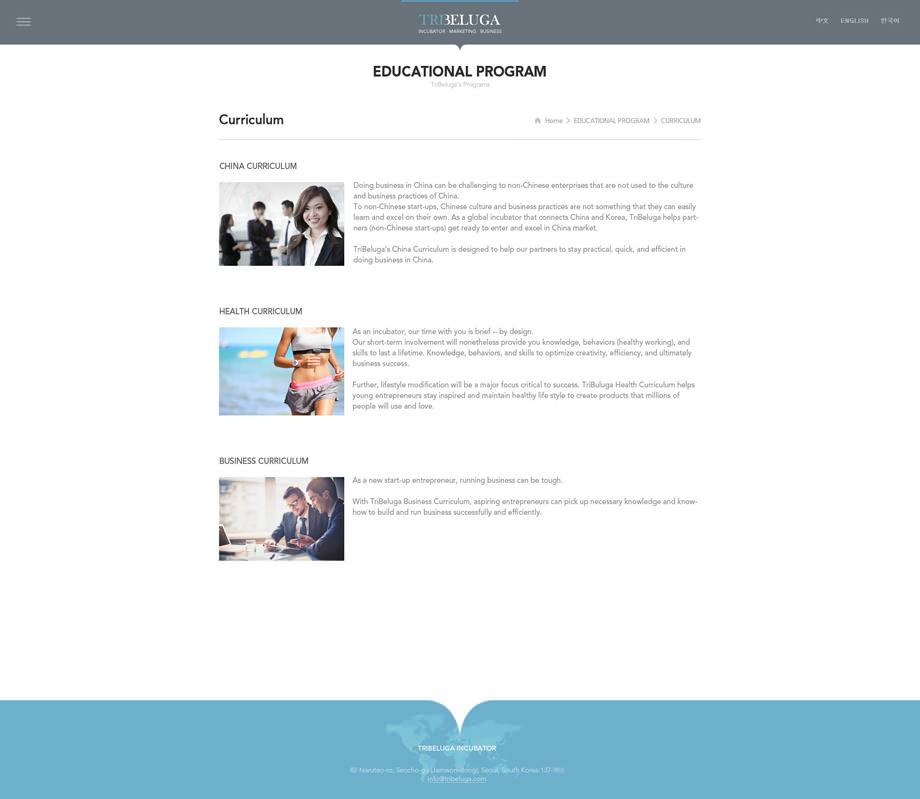 TRIBELUGA
INCUBATOR · MARKETING · BUSINESS
中文 ENGLISH 한국어
EDUCATIONAL PROGRAM
TriBeluga's Programs
Curriculum
Home > EDUCATIONAL PROGRAM > CURRICULUM
CHINA CURRICULUM
Doing business in China can be challenging to non-Chinese enterprises that are not used to the culture
and business practices of China.
To non-Chinese start-ups, Chinese culture and business practices are not something that they can easily
learn and excel on their own. As a global incubator that connects China and Korea, TriBeluga helps part-
ners (non-Chinese start-ups) get ready to enter and excel in China market.
TriBeluga's China Curriculum is designed to help our partners to stay practical, quick, and efficient in
doing business in China.
HEALTH CURRICULUM
As an incubator, our time with you is brief -- by design.
Our short-term involvement will nonetheless provide you knowledge, behaviors (healthy working), and
skills to last a lifetime. Knowledge, behaviors, and skills to optimize creativity, efficiency, and ultimately
business success.
Further, lifestyle modification will be a major focus critical to success. TriBuluga Health Curriculum helps
young entrepreneurs stay inspired and maintain healthy life style to create products that millions of
people will use and love.
BUSINESS CURRICULUM
As a new start-up entrepreneur, running business can be tough.
With TriBeluga Business Curriculum, aspiring entrepreneurs can pick up necessary knowledge and know-
how to build and run business successfully and efficiently.
TRIBELUGA INCUBATOR
Naruteo-ro, Seocho-gu (Jamwon-dong), Seoul, South Korea
info@tribeluga.com